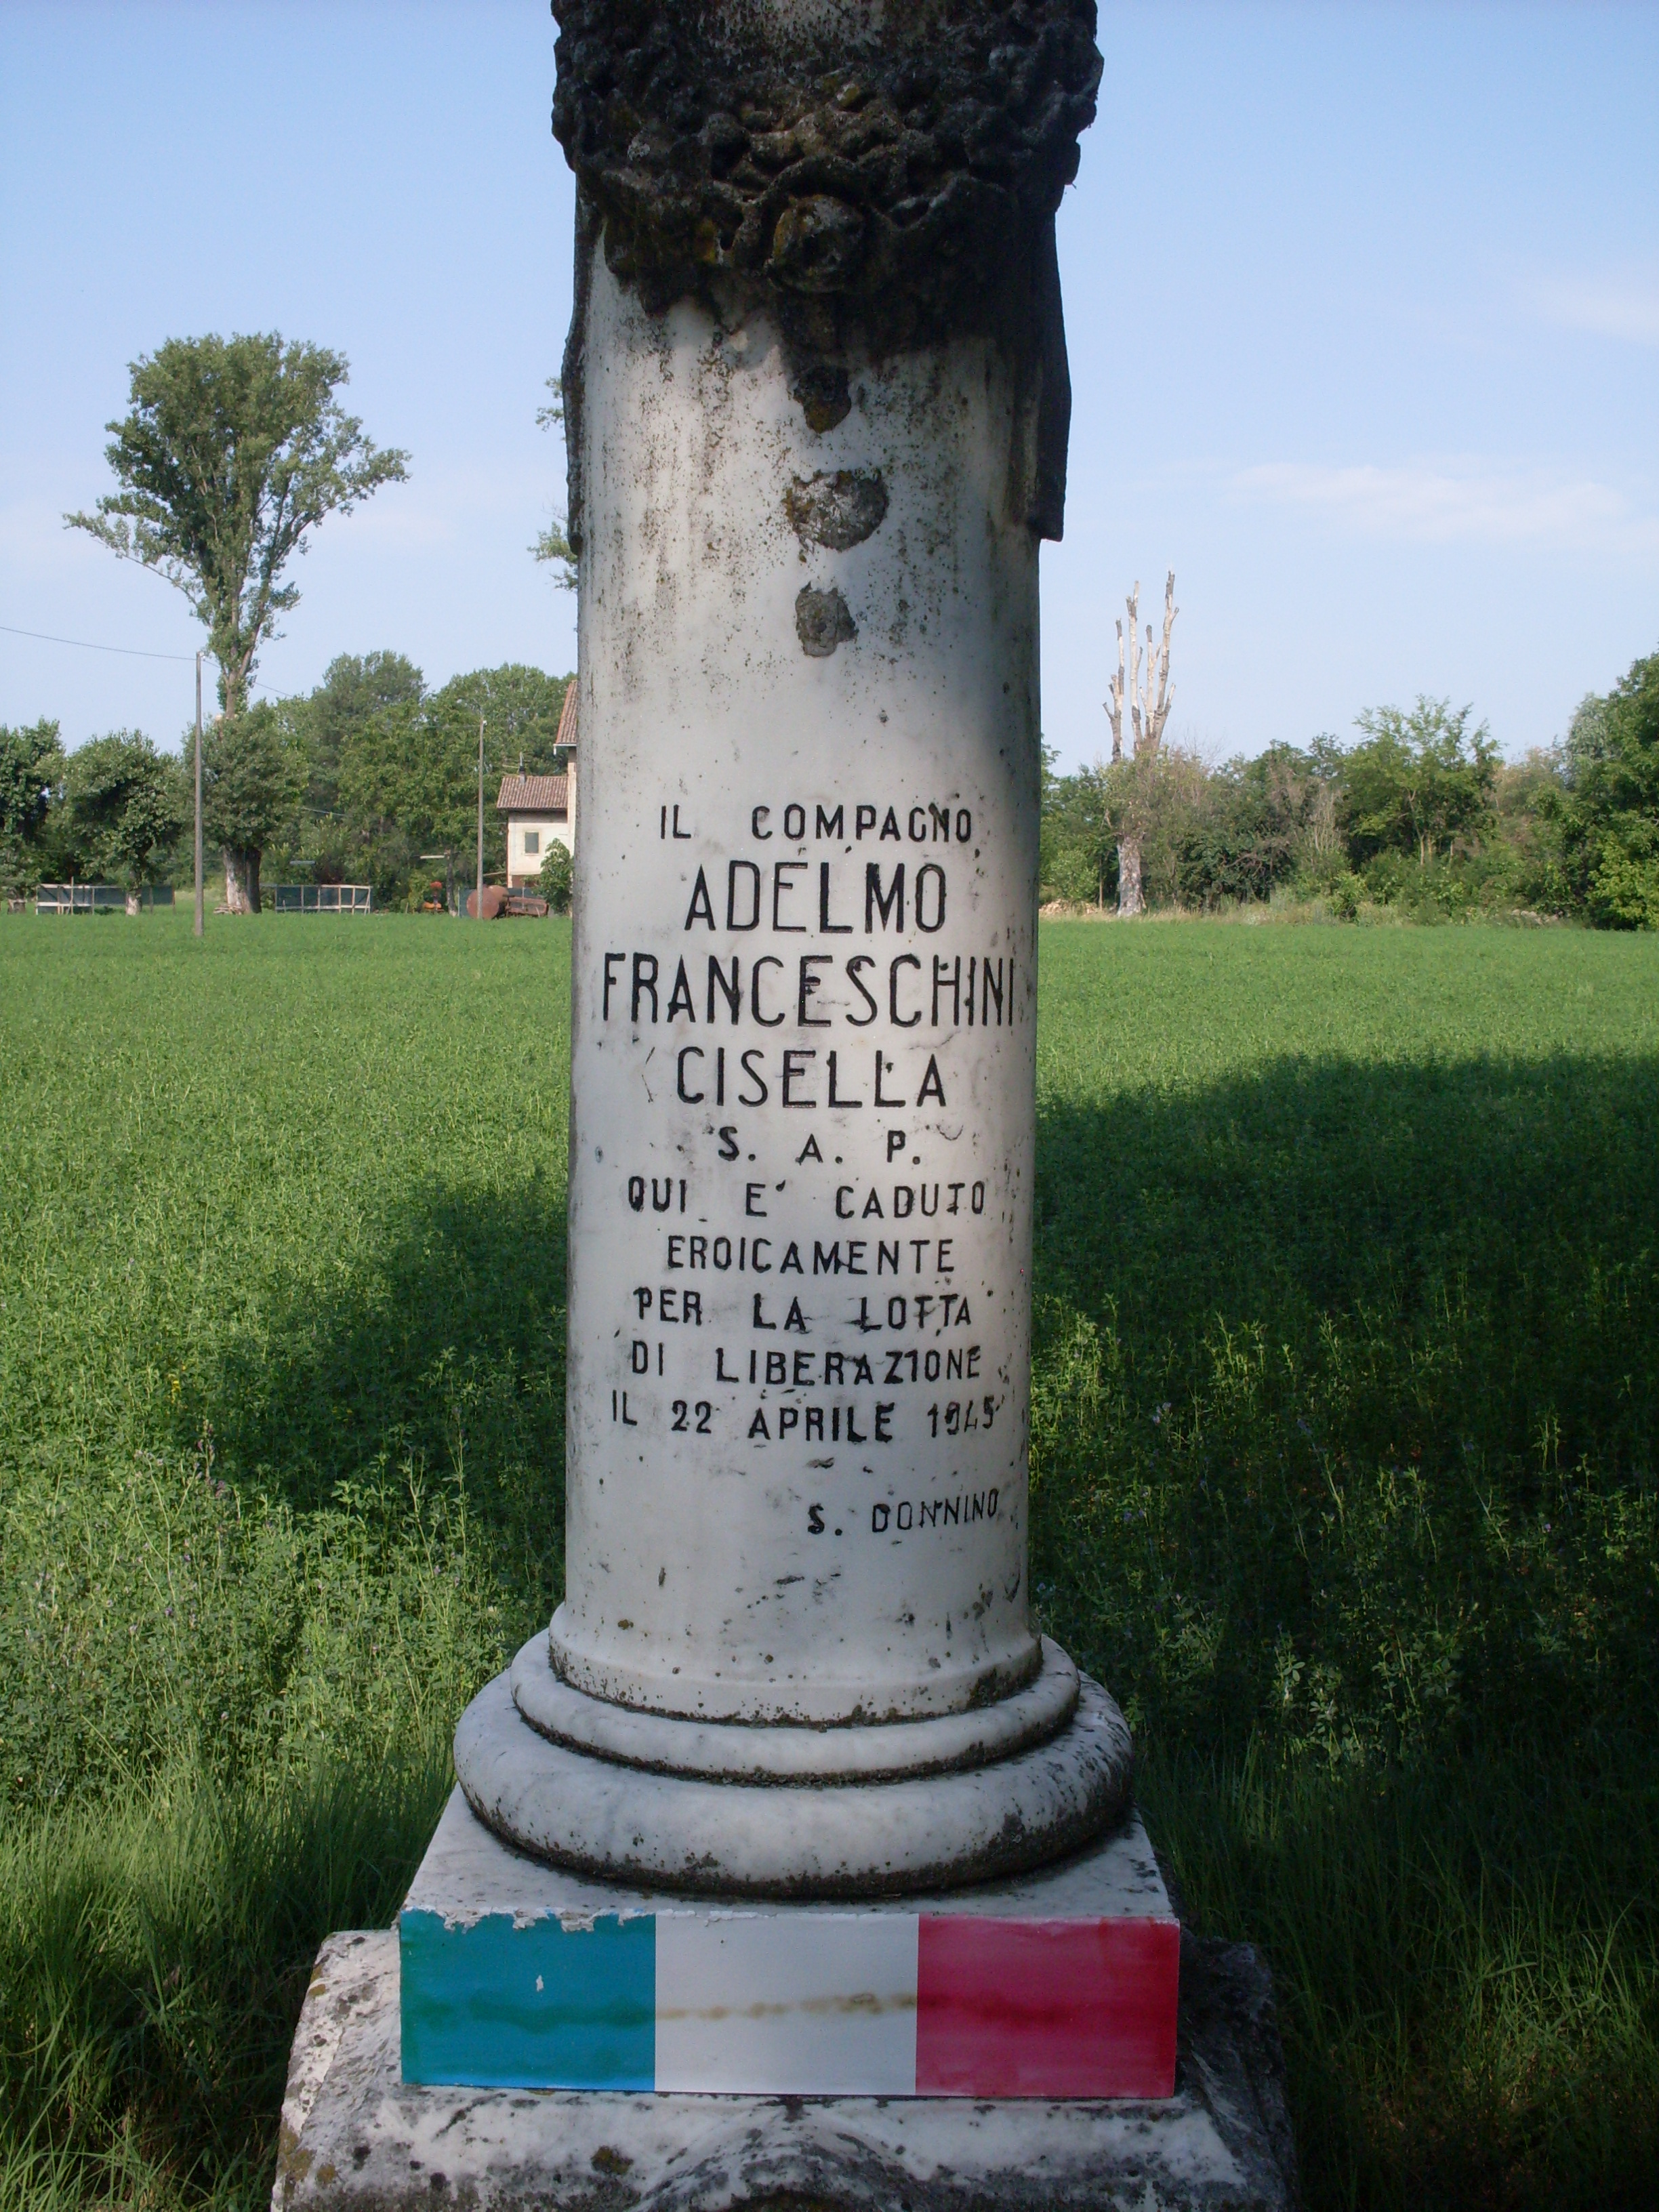 IL COMPAGNO
ADELMO
FRANCESCHINI
CISELLA
S. A. P.
QUI E' CADUTO
EROICAMENTE
PER LA LOTTA
DI LIBERAZIONE
IL 22 APRILE 1945
S. DONNINO